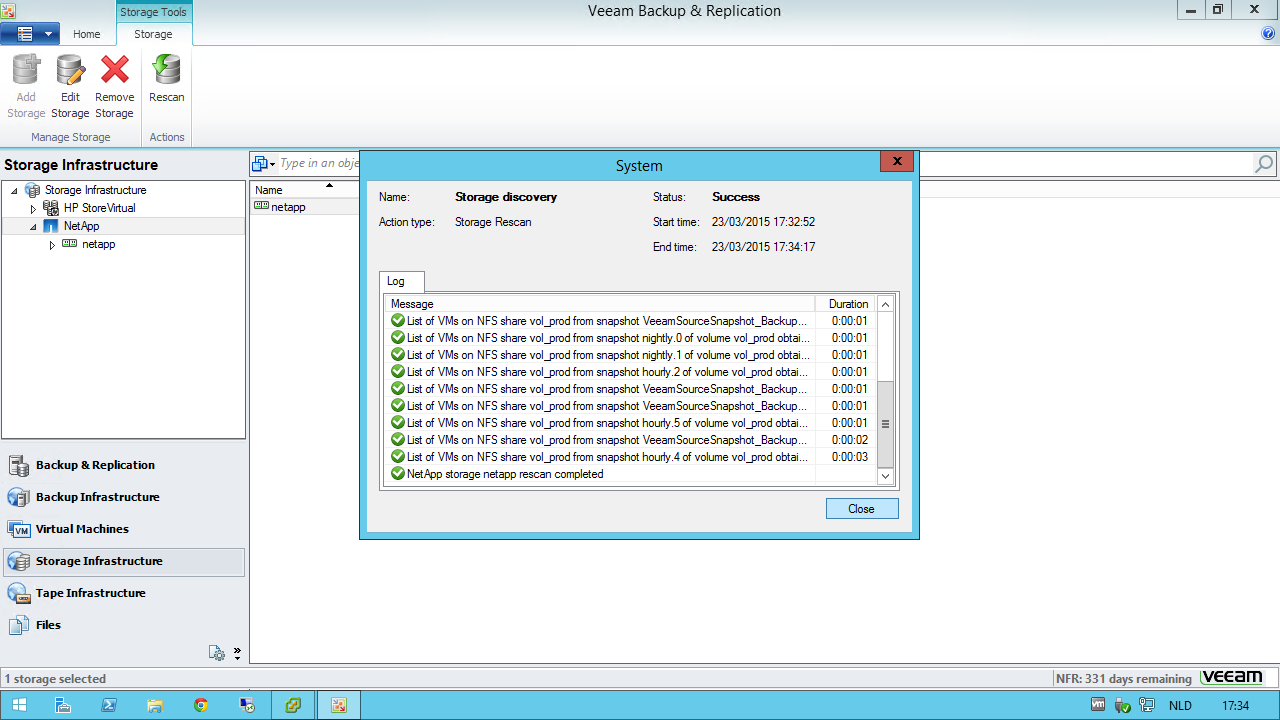 Storage Tools
Veeam Backup & Replication
Home
Storage
Add Storage
Edit Storage
Remove Storage
Rescan
Manage Storage
Actions
Storage Infrastructure
Type in an obje
Storage Infrastructure
HP StoreVirtual
NetApp
netapp
Name
netapp
System
Name: Storage discovery
Status: Success
Action type: Storage Rescan
Start time: 23/03/2015 17:32:52
End time: 23/03/2015 17:34:17
Log
Message Duration
List of VMs on NFS share vol_prod from snapshot VeeamSourceSnapshot_Backup... 0:00:01
List of VMs on NFS share vol_prod from snapshot nightly.0 of volume vol_prod obtai... 0:00:01
List of VMs on NFS share vol_prod from snapshot nightly.1 of volume vol_prod obtai... 0:00:01
List of VMs on NFS share vol_prod from snapshot hourly.2 of volume vol_prod obtai... 0:00:01
List of VMs on NFS share vol_prod from snapshot VeeamSourceSnapshot_Backup... 0:00:01
List of VMs on NFS share vol_prod from snapshot VeeamSourceSnapshot_Backup... 0:00:01
List of VMs on NFS share vol_prod from snapshot hourly.5 of volume vol_prod obtai... 0:00:01
List of VMs on NFS share vol_prod from snapshot VeeamSourceSnapshot_Backup... 0:00:02
List of VMs on NFS share vol_prod from snapshot hourly.4 of volume vol_prod obtai... 0:00:03
NetApp storage netapp rescan completed
Close
Backup & Replication
Backup Infrastructure
Virtual Machines
Storage Infrastructure
Tape Infrastructure
Files
1 storage selected
NFR: 331 days remaining
veeam
NLD
17:34